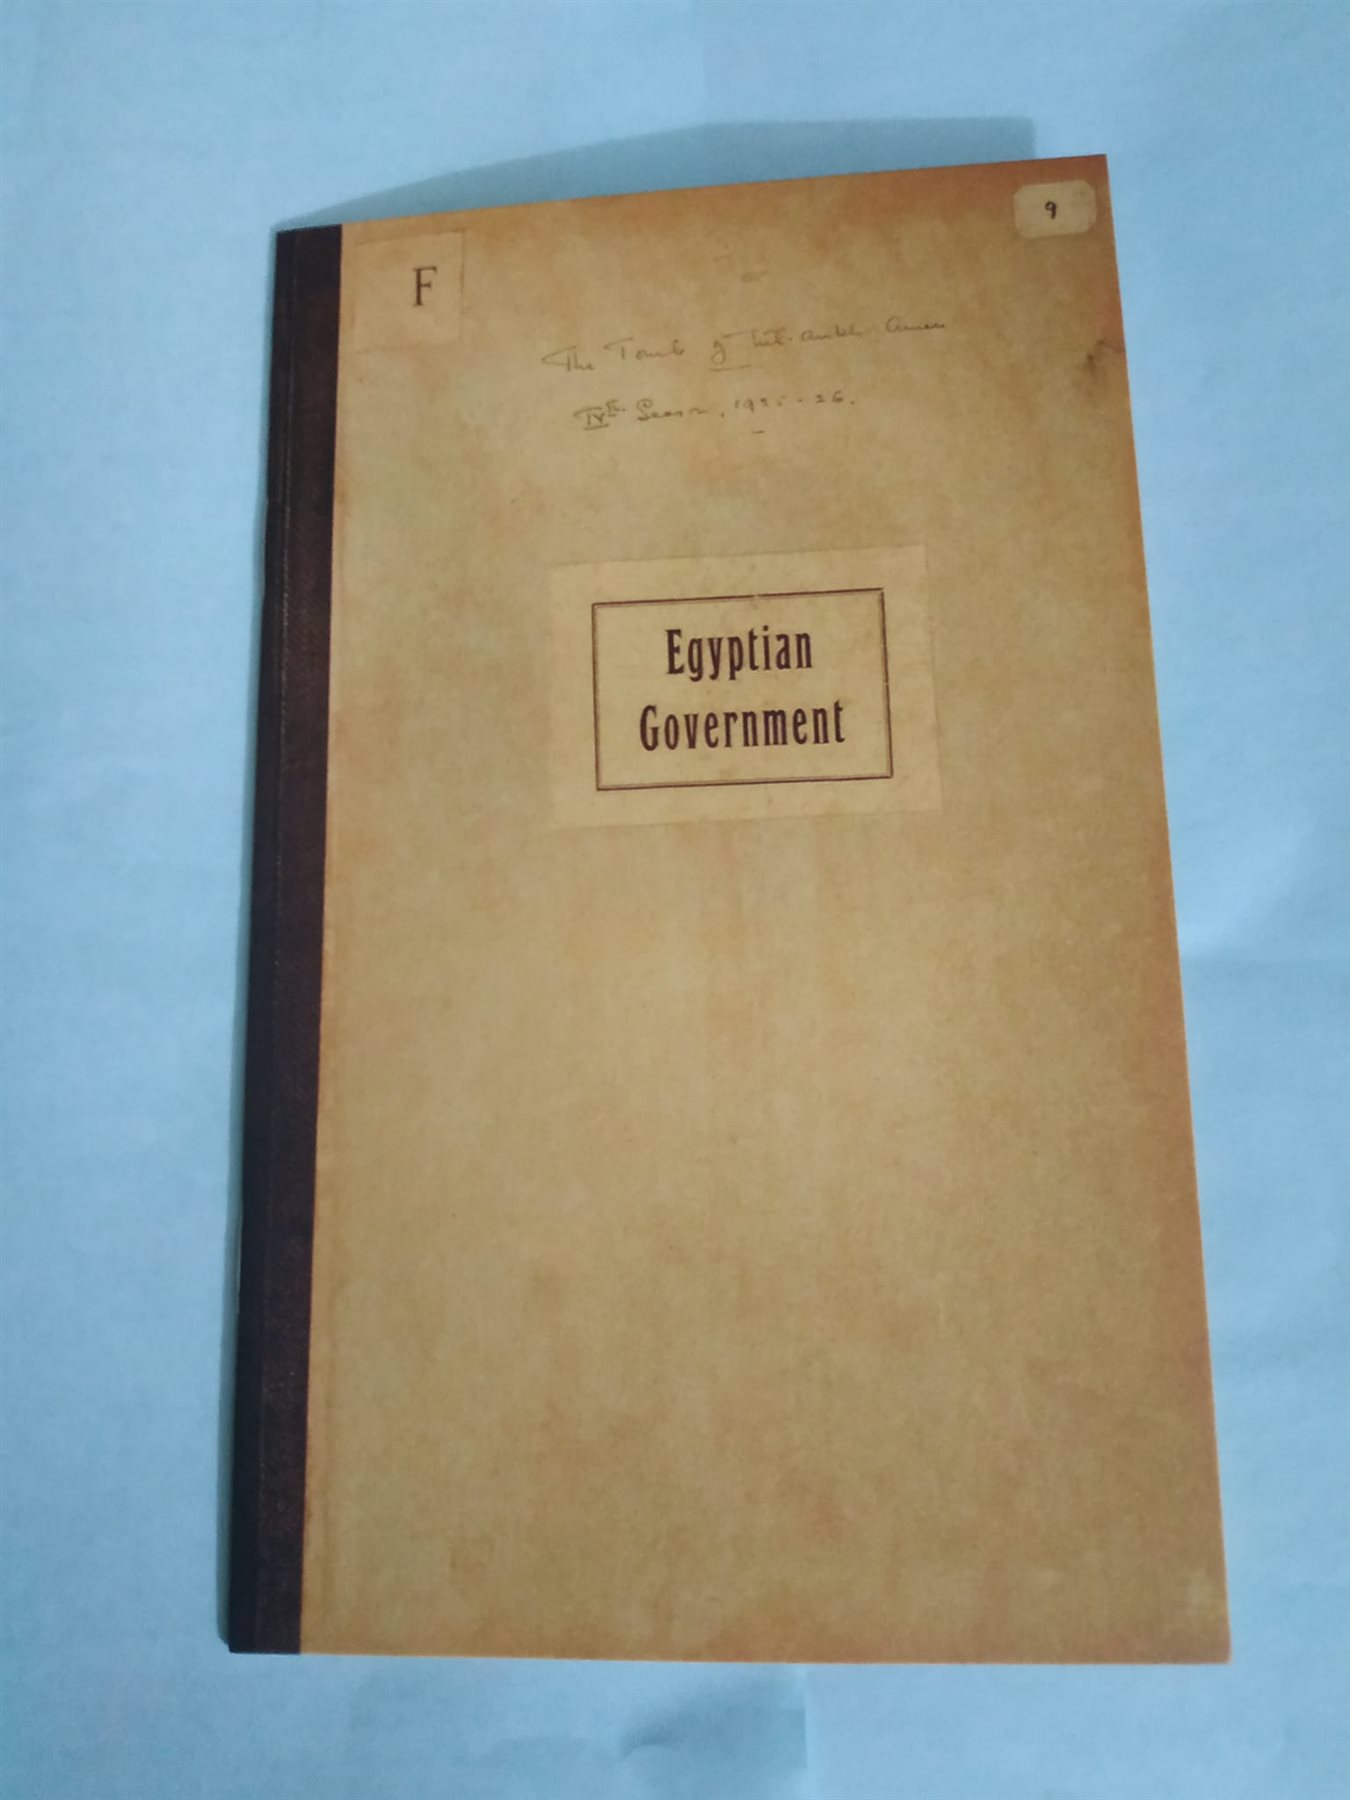 9
F
The Tomb of Tut.ankh.Amen
IVth Season, 1925-26.
Egyptian
Government